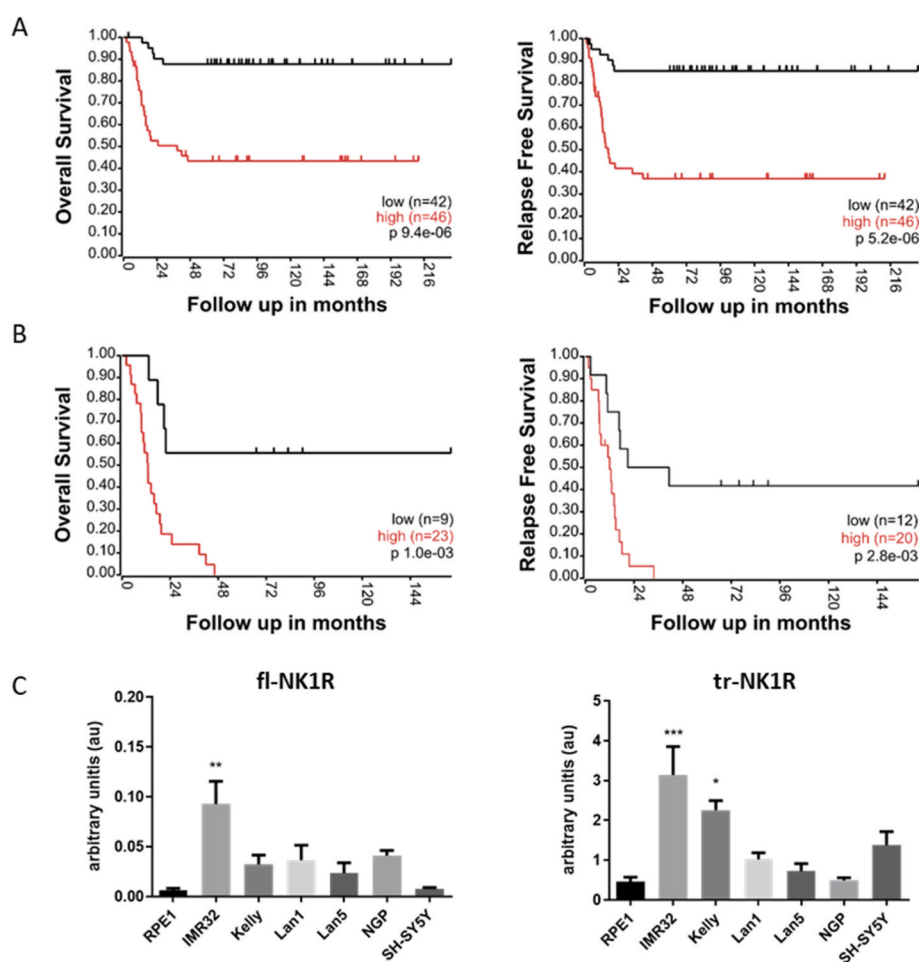 A
Overall Survival
1.00
0.90
0.80
0.70
0.60
0.50
0.40
0.30
0.20
0.10
0.00
low (n=42)
high (n=46)
p 9.4e-06
0 24 48 72 96 120 144 168 192 216
Follow up in months
Relapse Free Survival
1.00
0.90
0.80
0.70
0.60
0.50
0.40
0.30
0.20
0.10
0.00
low (n=42)
high (n=46)
p 5.2e-06
0 24 48 72 96 120 144 168 192 216
Follow up in months
B
Overall Survival
1.00
0.90
0.80
0.70
0.60
0.50
0.40
0.30
0.20
0.10
0.00
low (n=9)
high (n=23)
p 1.0e-03
0 24 48 72 96 120 144
Follow up in months
Relapse Free Survival
1.00
0.90
0.80
0.70
0.60
0.50
0.40
0.30
0.20
0.10
0.00
low (n=12)
high (n=20)
p 2.8e-03
0 24 48 72 96 120 144
Follow up in months
C
fl-NK1R
arbitrary unitis (au)
0.20
0.15
0.10
0.05
0.00
**
RPE1 IMR32 Kelly Lan1 Lan5 NGP SH-SY5Y
tr-NK1R
arbitrary unitis (au)
5
4
3
2
1
0
***
*
RPE1 IMR32 Kelly Lan1 Lan5 NGP SH-SY5Y